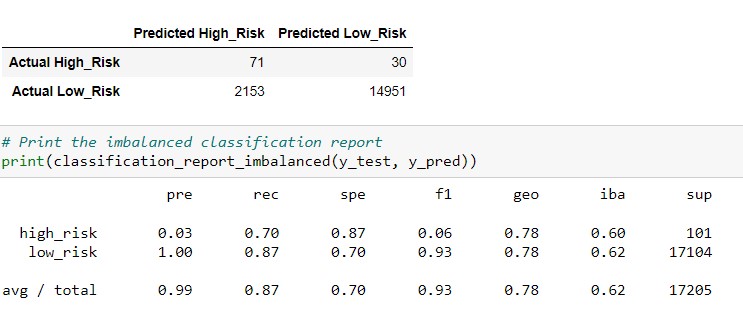 Predicted High_Risk Predicted Low_Risk
Actual High_Risk 71 30
Actual Low_Risk 2153 14951
# Print the imbalanced classification report
print(classification_report_imbalanced(y_test, y_pred))
pre rec spe f1 geo iba sup
high_risk 0.03 0.70 0.87 0.06 0.78 0.60 101
low_risk 1.00 0.87 0.70 0.93 0.78 0.62 17104
avg / total 0.99 0.87 0.70 0.93 0.78 0.62 17205